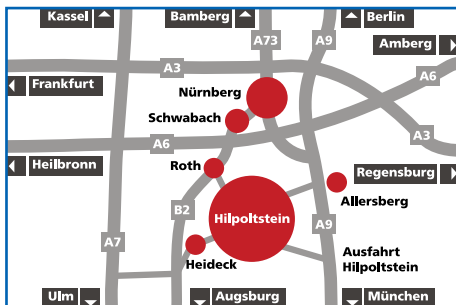 Kassel
Bamberg
Berlin
A73
A9
Amberg
A3
A6
Frankfurt
Nürnberg
Schwabach
A6
A3
Heilbronn
Roth
Regensburg
B2
Hilpoltstein
Allersberg
A9
A7
Heideck
Ausfahrt
Hilpoltstein
Ulm
Augsburg
München